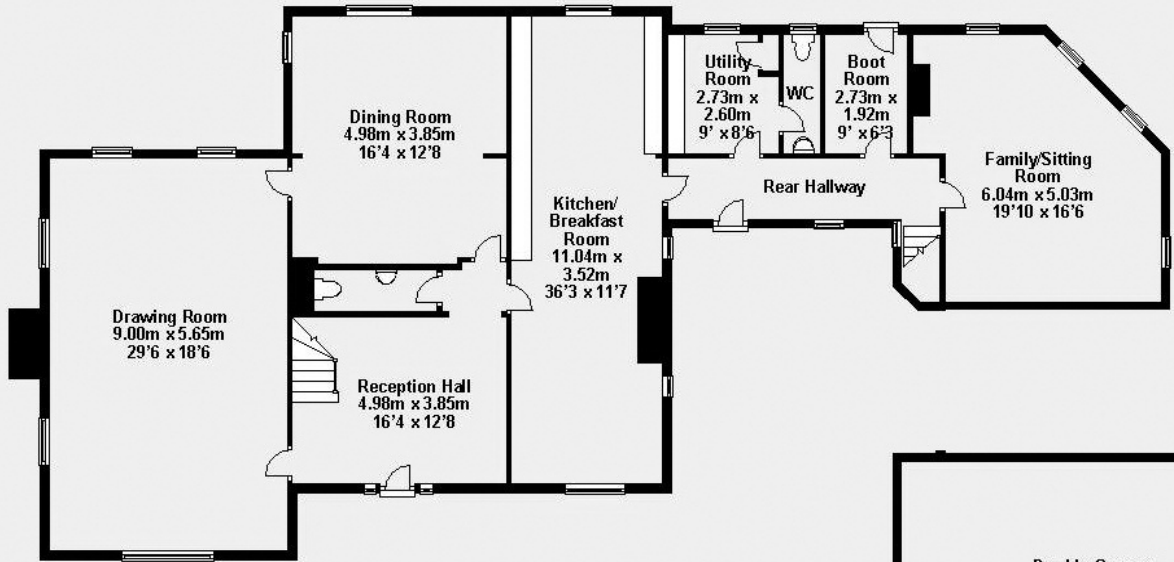 Dining Room
4.98m x 3.85m
16'4 x 12'8
Utility
Room
2.73m x
2.60m
9' x 8'6
WC
Boot
Room
2.73m x
1.92m
9' x 6'3
Family/Sitting
Room
6.04m x 5.03m
19'10 x 16'6
Rear Hallway
Kitchen/
Breakfast
Room
11.04m x
3.52m
36'3 x 11'7
Drawing Room
9.00m x 5.65m
29'6 x 18'6
Reception Hall
4.98m x 3.85m
16'4 x 12'8